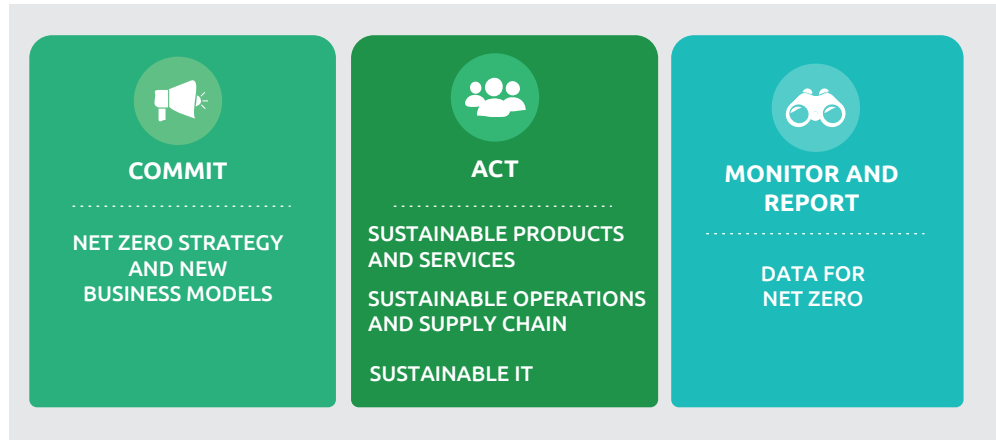 COMMIT
NET ZERO STRATEGY
AND NEW
BUSINESS MODELS
ACT
SUSTAINABLE PRODUCTS
AND SERVICES
SUSTAINABLE OPERATIONS
AND SUPPLY CHAIN
SUSTAINABLE IT
MONITOR AND
REPORT
DATA FOR
NET ZERO